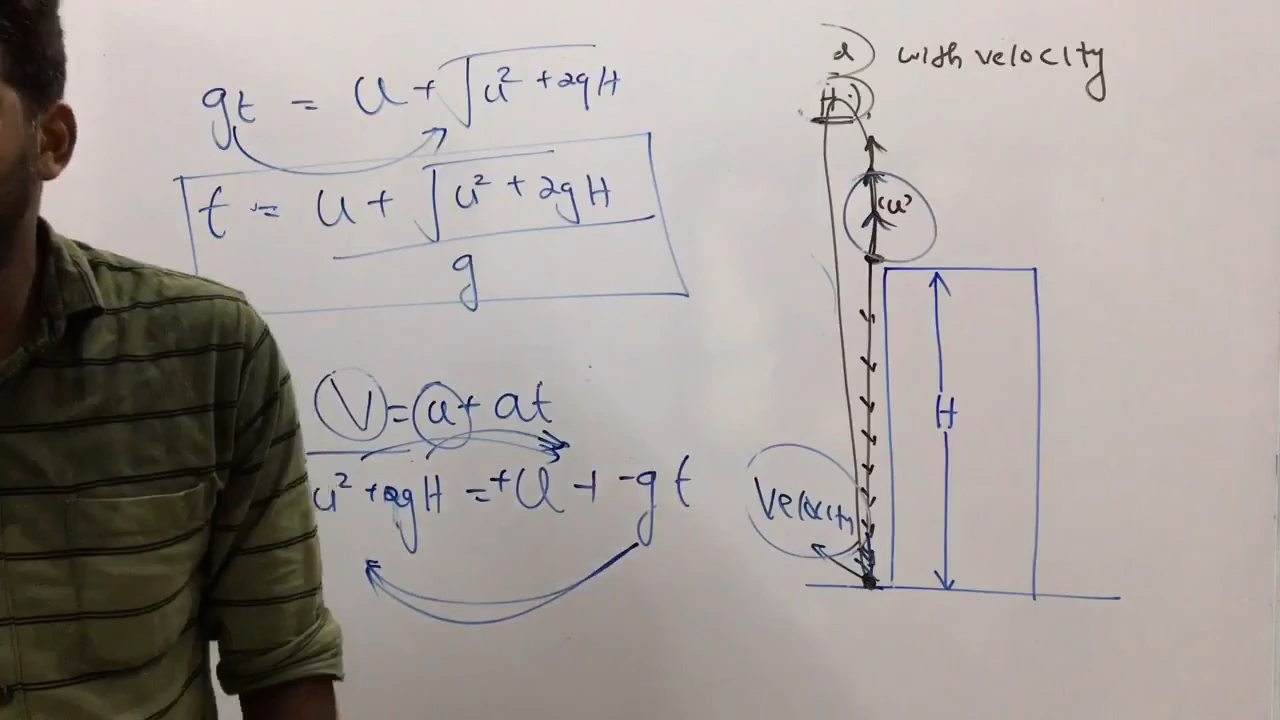 gt = u + √u² + 2gH
t = u + √u² + 2gH
g
V = u + at
u² + 2gH = +u + -gt
with velocity
H
'u'
H
Velocity